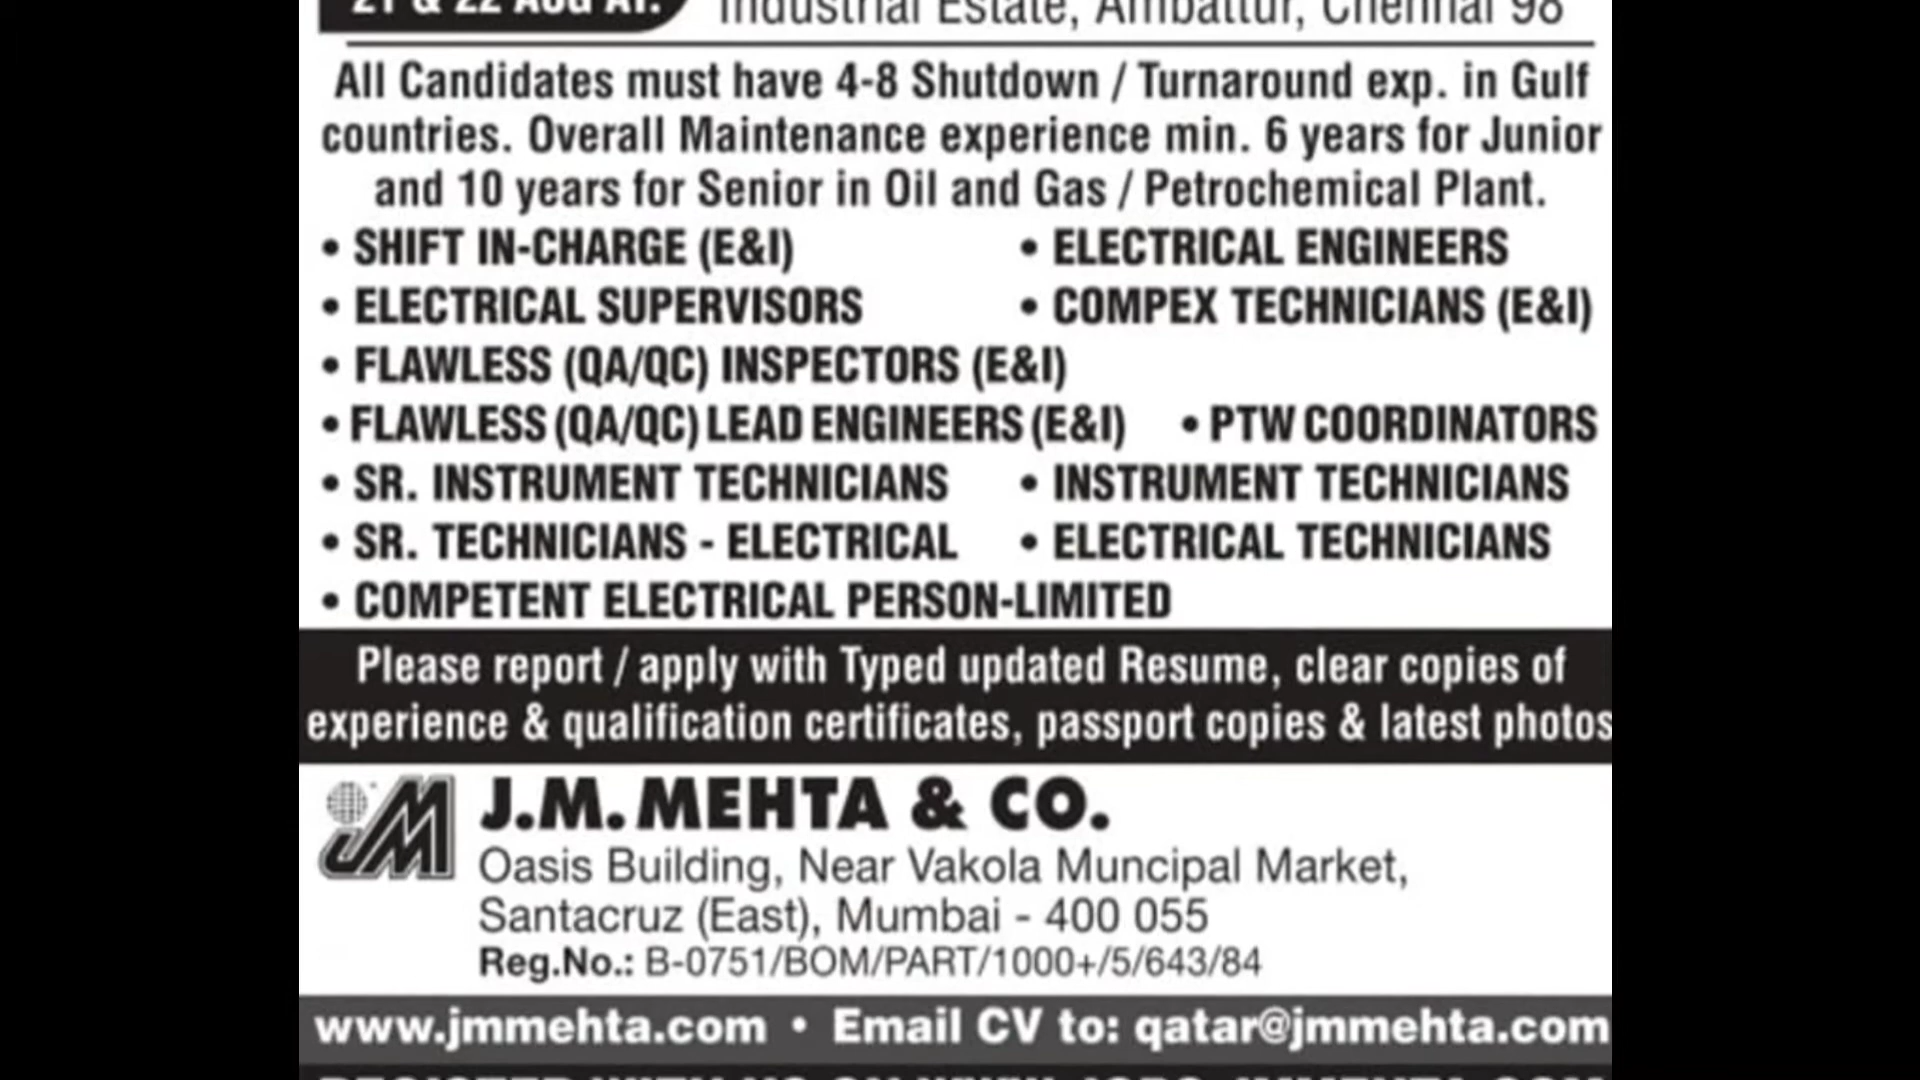 21 & 22 AUG AT:
Industrial Estate, Ambattur, Chennai 98
All Candidates must have 4-8 Shutdown / Turnaround exp. in Gulf
countries. Overall Maintenance experience min. 6 years for Junior
and 10 years for Senior in Oil and Gas / Petrochemical Plant.
• SHIFT IN-CHARGE (E&I) • ELECTRICAL ENGINEERS
• ELECTRICAL SUPERVISORS • COMPEX TECHNICIANS (E&I)
• FLAWLESS (QA/QC) INSPECTORS (E&I)
• FLAWLESS (QA/QC) LEAD ENGINEERS (E&I) • PTW COORDINATORS
• SR. INSTRUMENT TECHNICIANS • INSTRUMENT TECHNICIANS
• SR. TECHNICIANS - ELECTRICAL • ELECTRICAL TECHNICIANS
• COMPETENT ELECTRICAL PERSON-LIMITED
Please report / apply with Typed updated Resume, clear copies of
experience & qualification certificates, passport copies & latest photos
JM
J.M. MEHTA & CO.
Oasis Building, Near Vakola Muncipal Market,
Santacruz (East), Mumbai - 400 055
Reg.No.: B-0751/BOM/PART/1000+/5/643/84
www.jmmehta.com • Email CV to: qatar@jmmehta.com